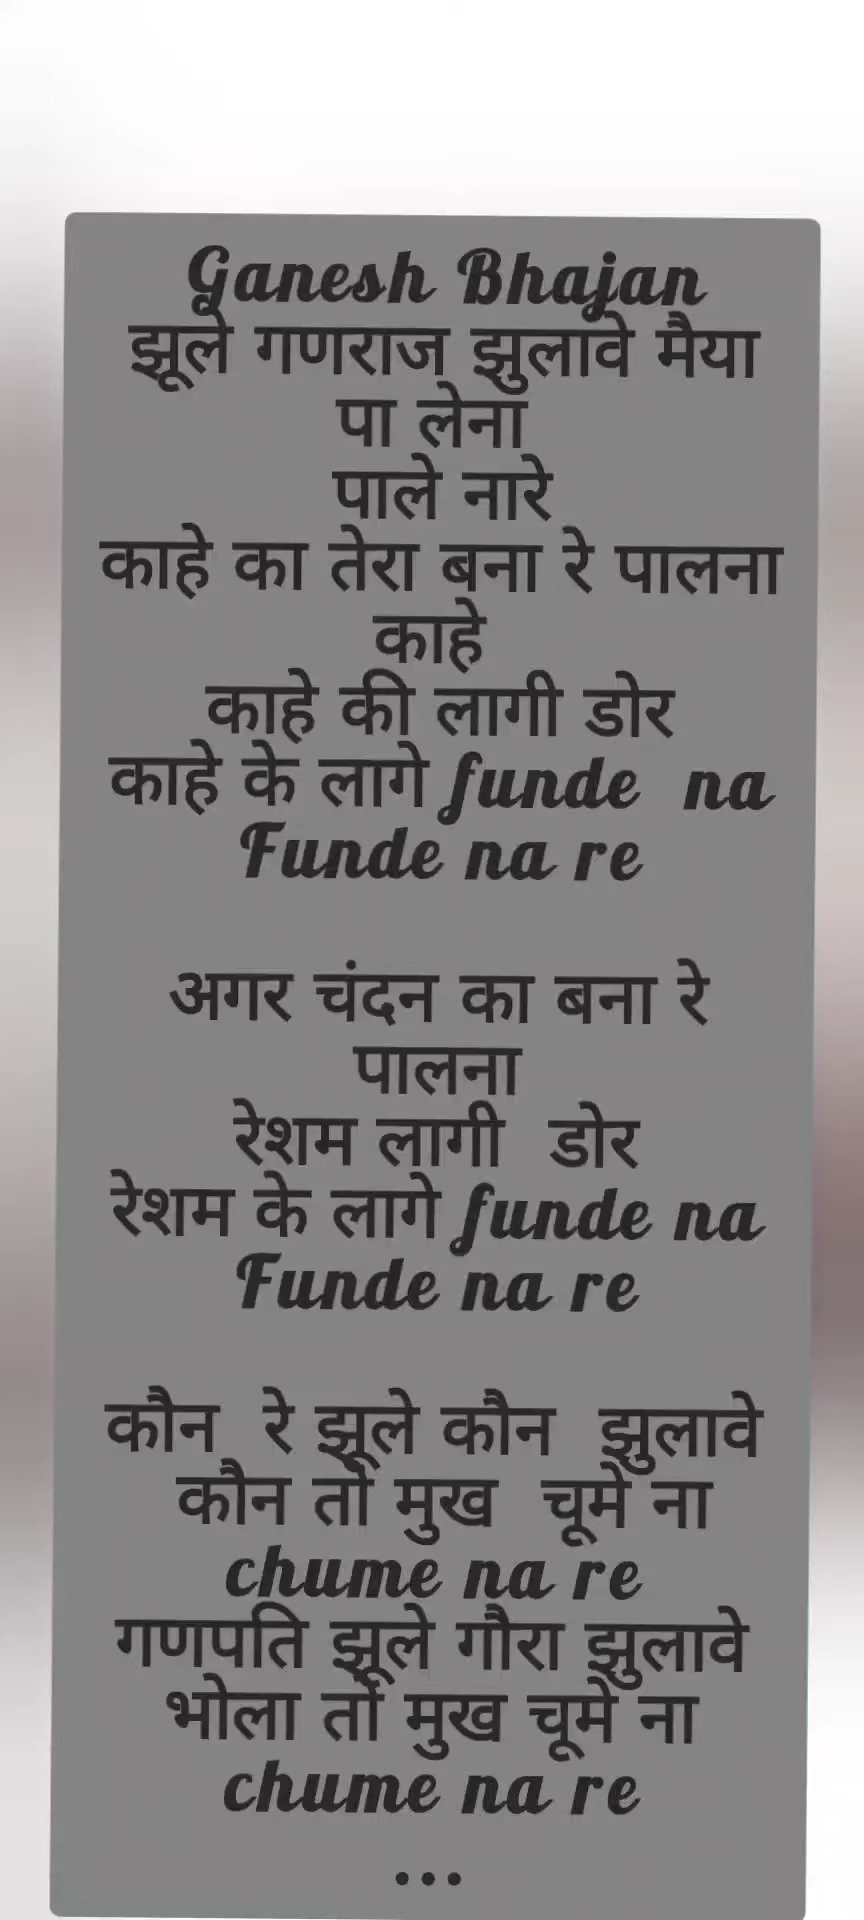 Ganesh Bhajan
झूले गणराज झुलावे मैया
पा लेना
पाले नारे
काहे का तेरा बना रे पालना
काहे
काहे की लागी डोर
काहे के लागे funde na
Funde na re
अगर चंदन का बना रे
पालना
रेशम लागी डोर
रेशम के लागे funde na
Funde na re
कौन रे झूले कौन झुलावे
कौन तो मुख चूमे ना
chume na re
गणपति झूले गौरा झुलावे
भोला तो मुख चूमे ना
chume na re
...